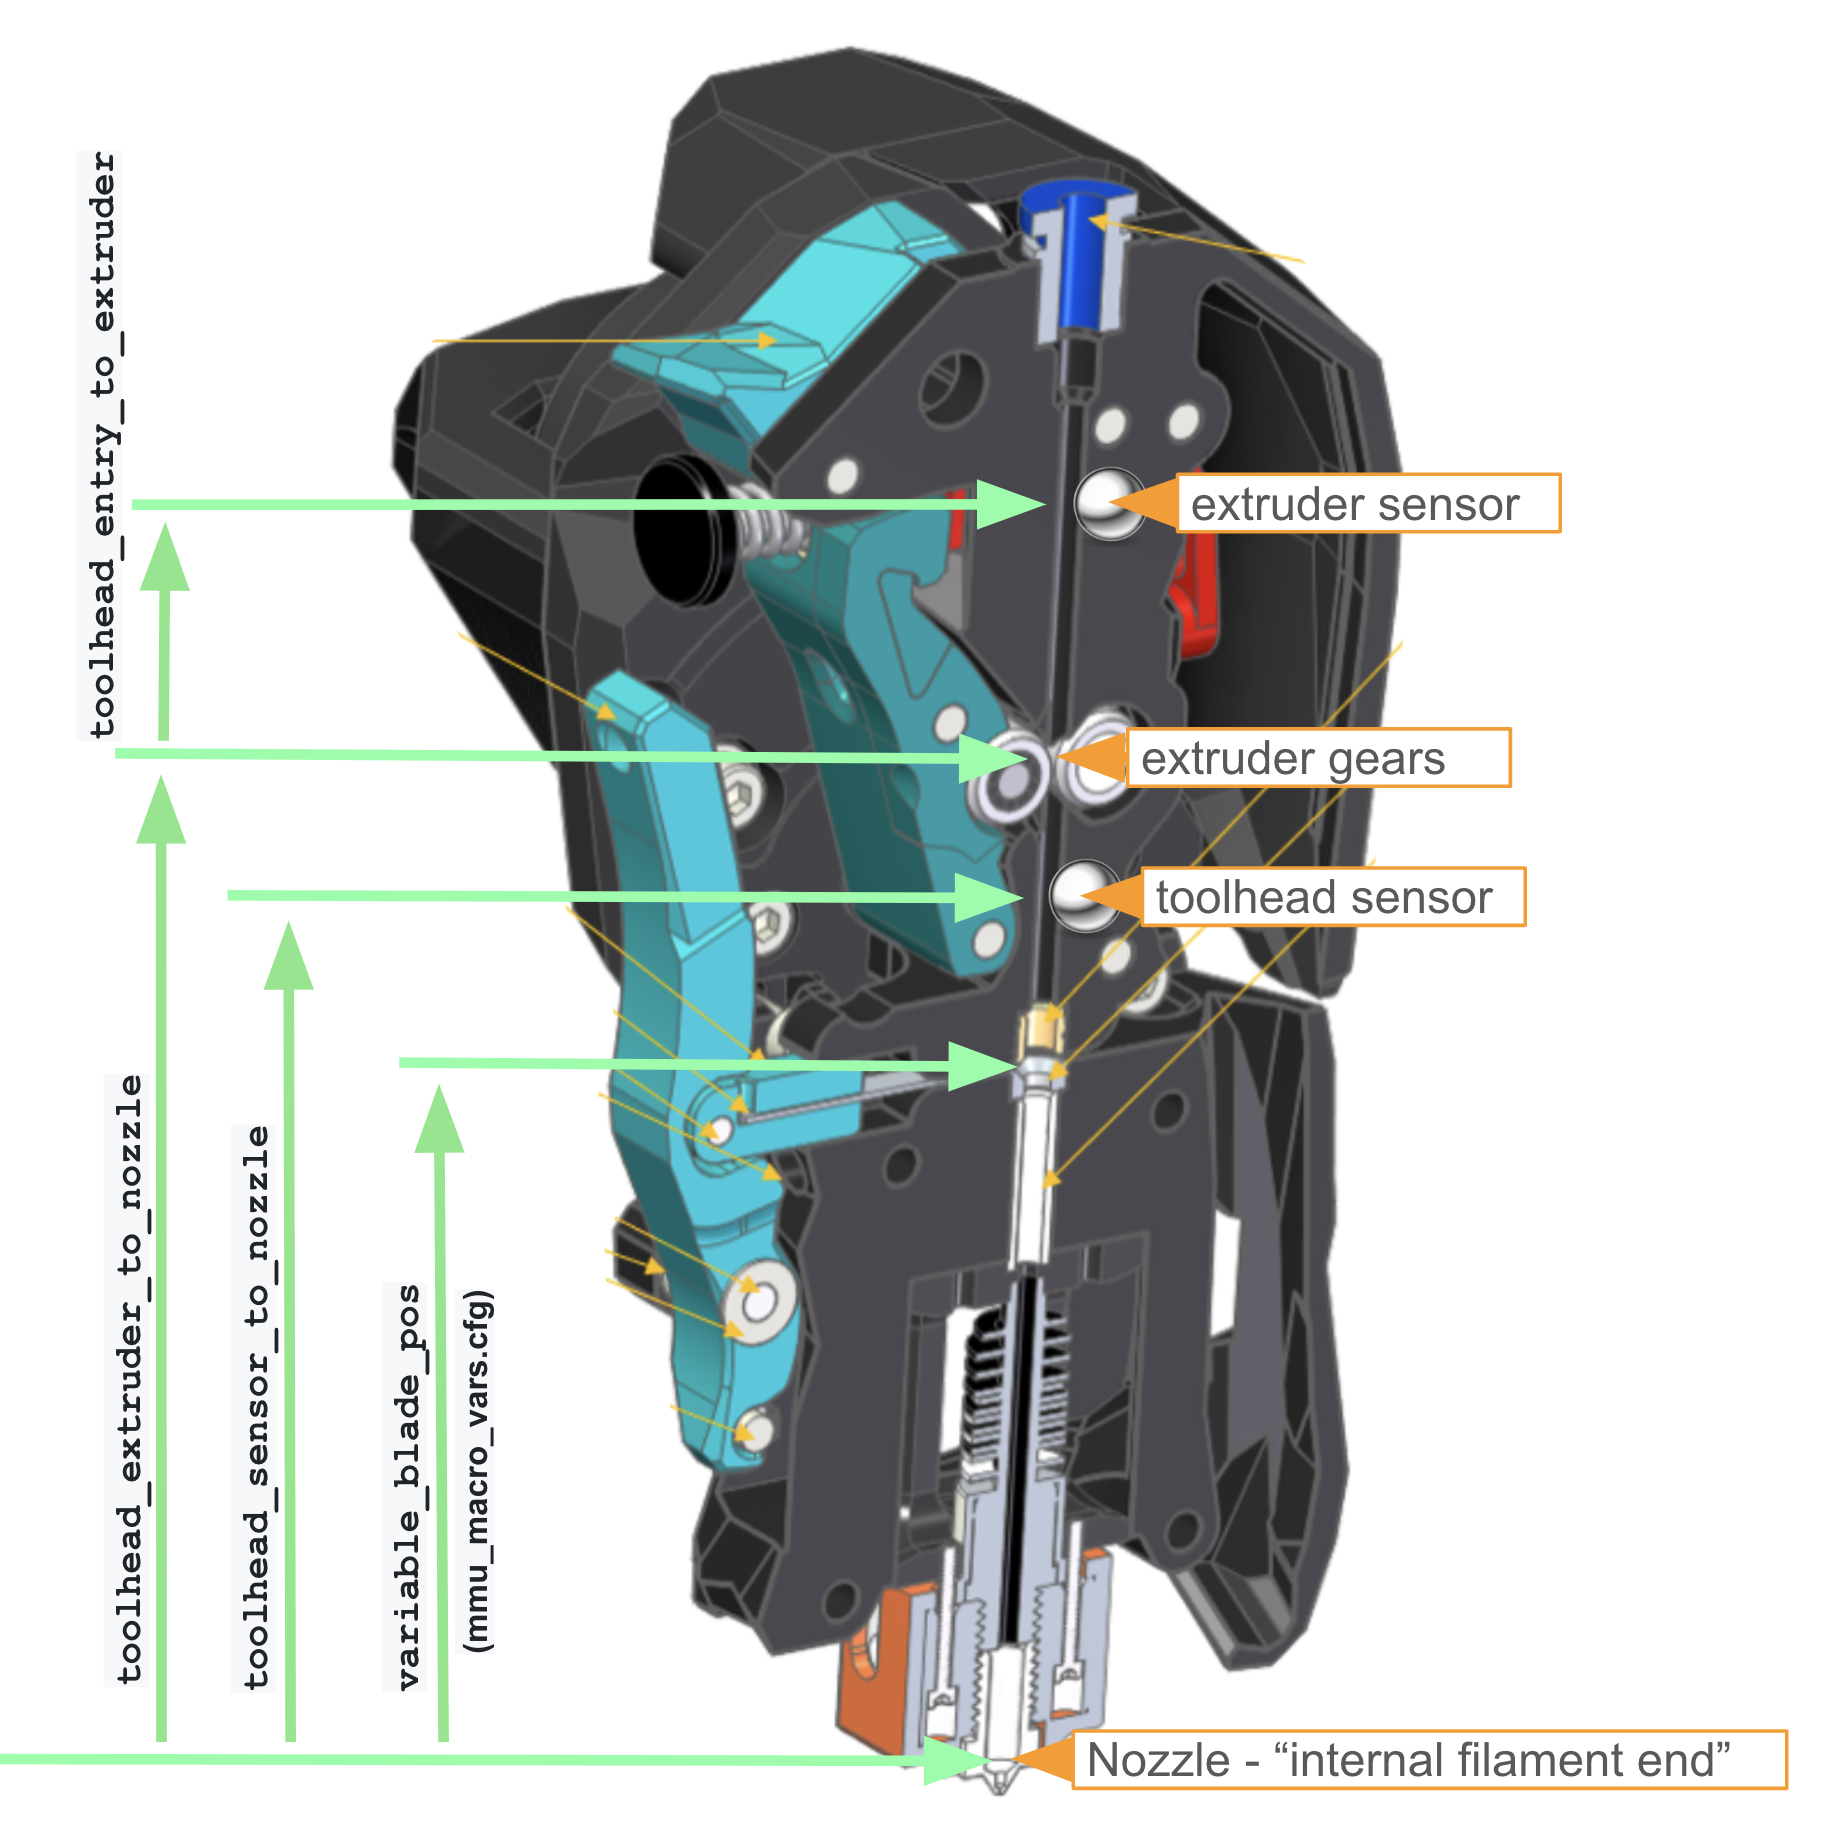 toolhead_entry_to_extruder
extruder sensor
extruder gears
toolhead sensor
toolhead_extruder_to_nozzle
toolhead_sensor_to_nozzle
variable_blade_pos
(mmu_macro_vars.cfg)
Nozzle - “internal filament end”